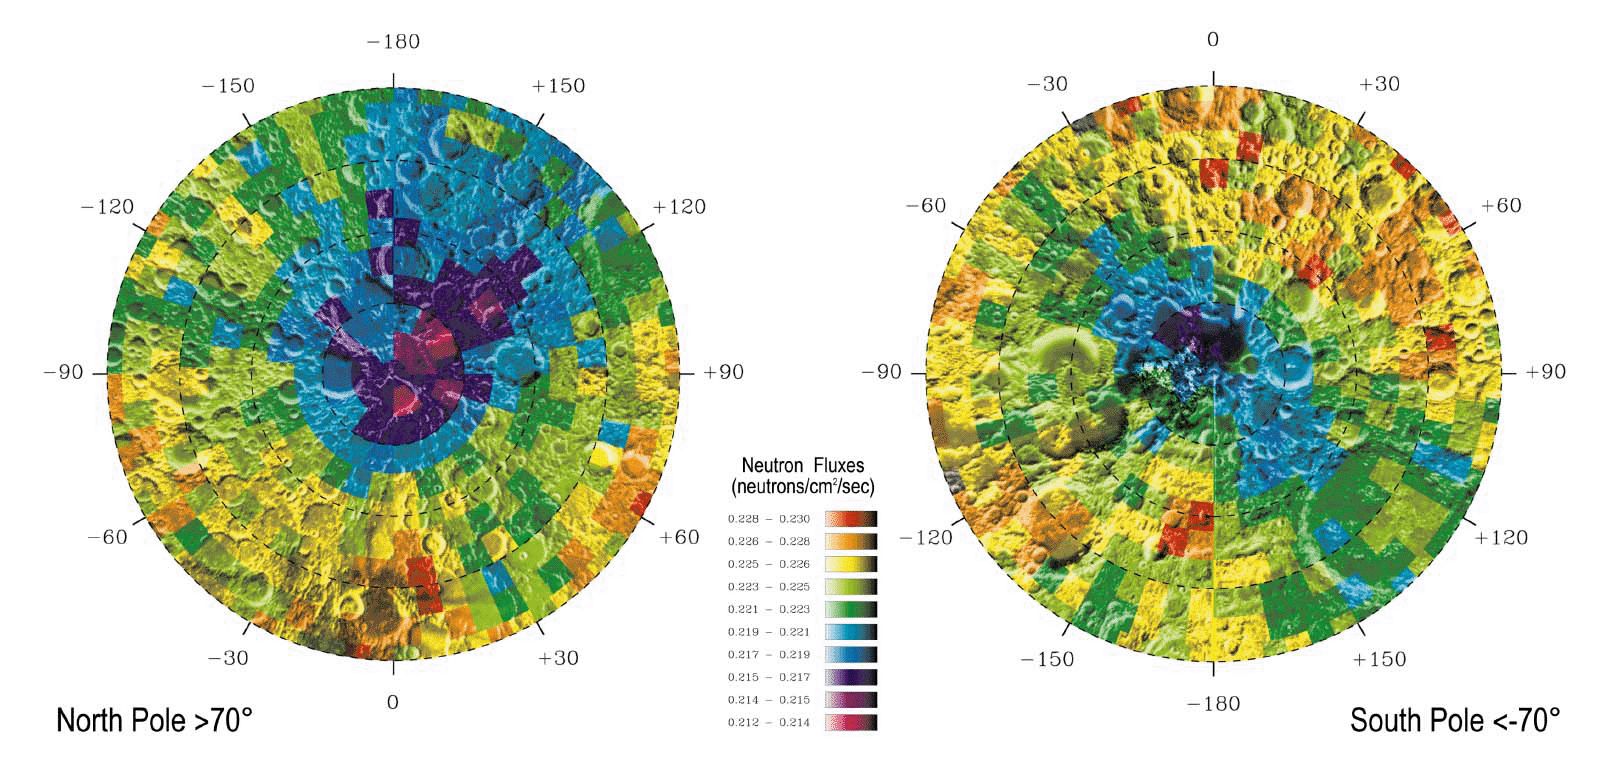 −180
−150
+150
−120
+120
−90
+90
−60
+60
−30
+30
0
North Pole >70°
0
−30
+30
−60
+60
−90
+90
−120
+120
−150
+150
−180
South Pole <-70°
Neutron Fluxes
(neutrons/cm²/sec)
0.228 − 0.230
0.226 − 0.228
0.225 − 0.226
0.223 − 0.225
0.221 − 0.223
0.219 − 0.221
0.217 − 0.219
0.215 − 0.217
0.214 − 0.215
0.212 − 0.214